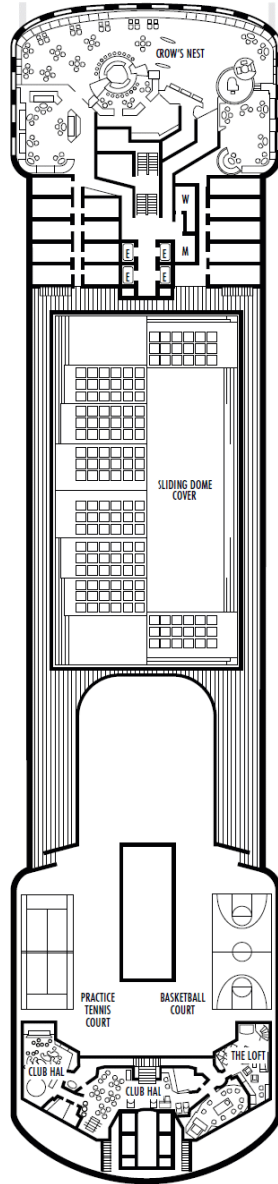 CROW'S NEST
W
M
E
E
E
E
SLIDING DOME
COVER
PRACTICE
TENNIS
COURT
BASKETBALL
COURT
CLUB HAL
CLUB HAL
THE LOFT